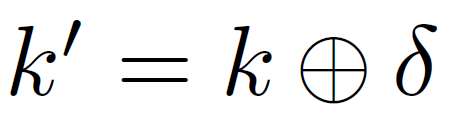 k′ = k ⊕ δ